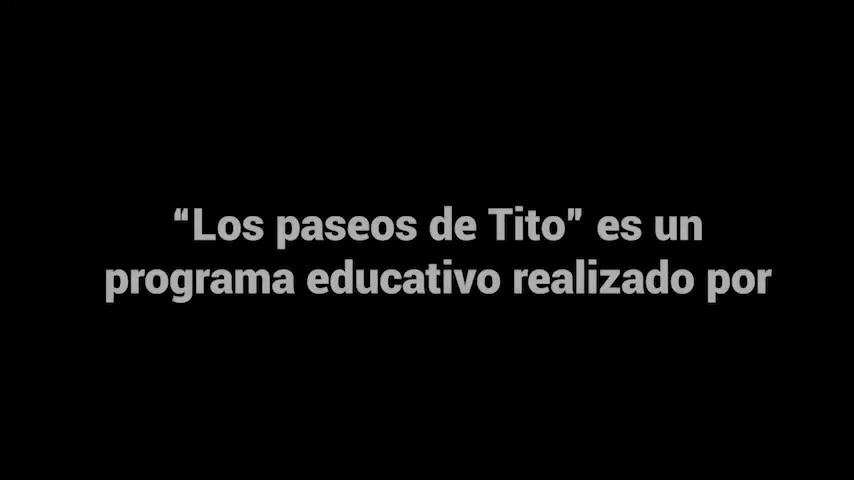 “Los paseos de Tito” es un
programa educativo realizado por